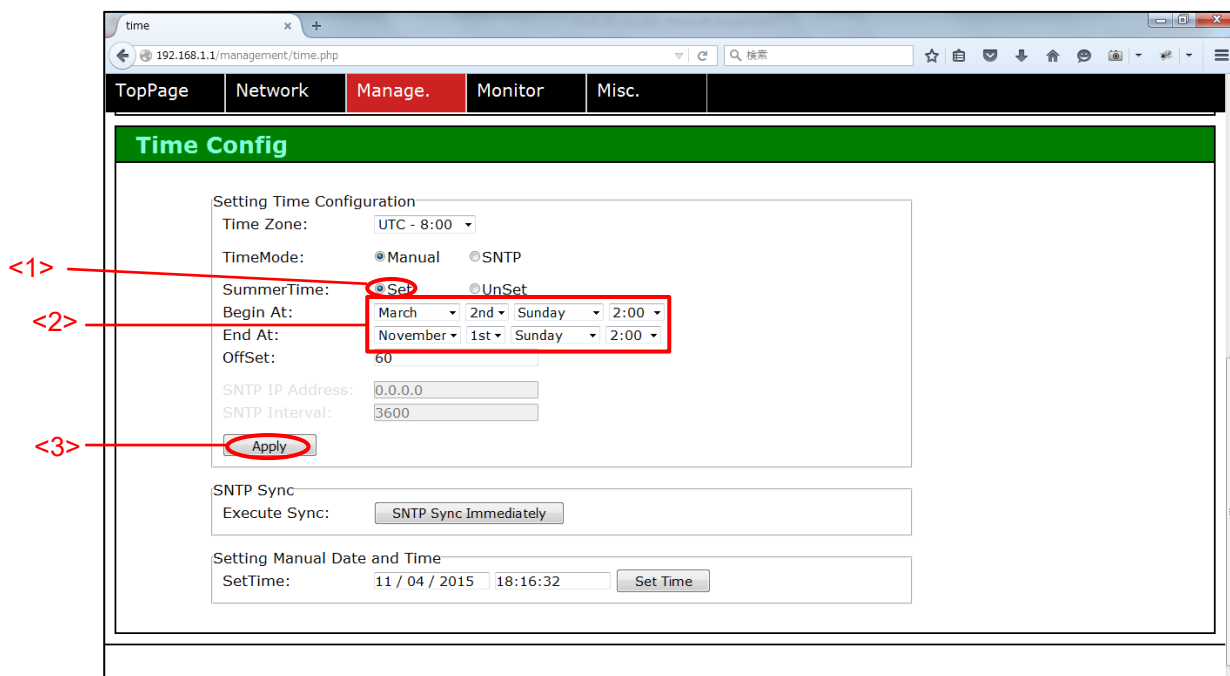 time × +
192.168.1.1/management/time.php 検索
TopPage Network Manage. Monitor Misc.
Time Config
Setting Time Configuration
Time Zone: UTC - 8:00
TimeMode: Manual SNTP
<1>
SummerTime: Set UnSet
Begin At: March 2nd Sunday 2:00
<2>
End At: November 1st Sunday 2:00
OffSet: 60
SNTP IP Address: 0.0.0.0
SNTP Interval: 3600
<3> Apply
SNTP Sync
Execute Sync: SNTP Sync Immediately
Setting Manual Date and Time
SetTime: 11 / 04 / 2015 18:16:32 Set Time